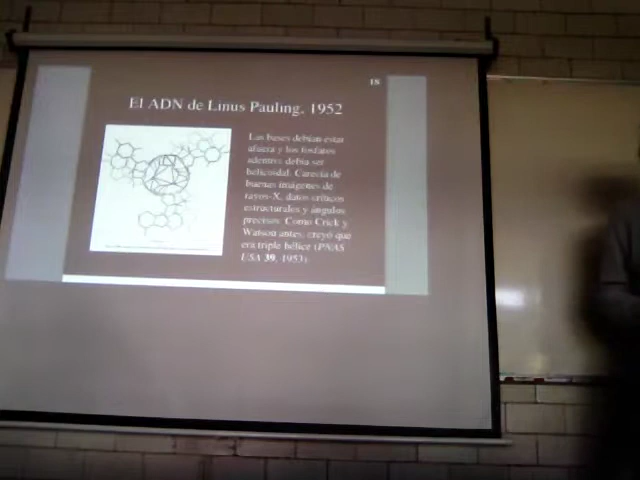 18
El ADN de Linus Pauling, 1952
Las bases debían estar
afuera y los fosfatos
adentro debía ser
helicoidal. Carecía de
buenas imágenes de
rayos-X, datos críticos
estructurales y ángulos
precisos. Como Crick y
Watson antes, creyó que
era triple hélice (PNAS
USA 39, 1953)